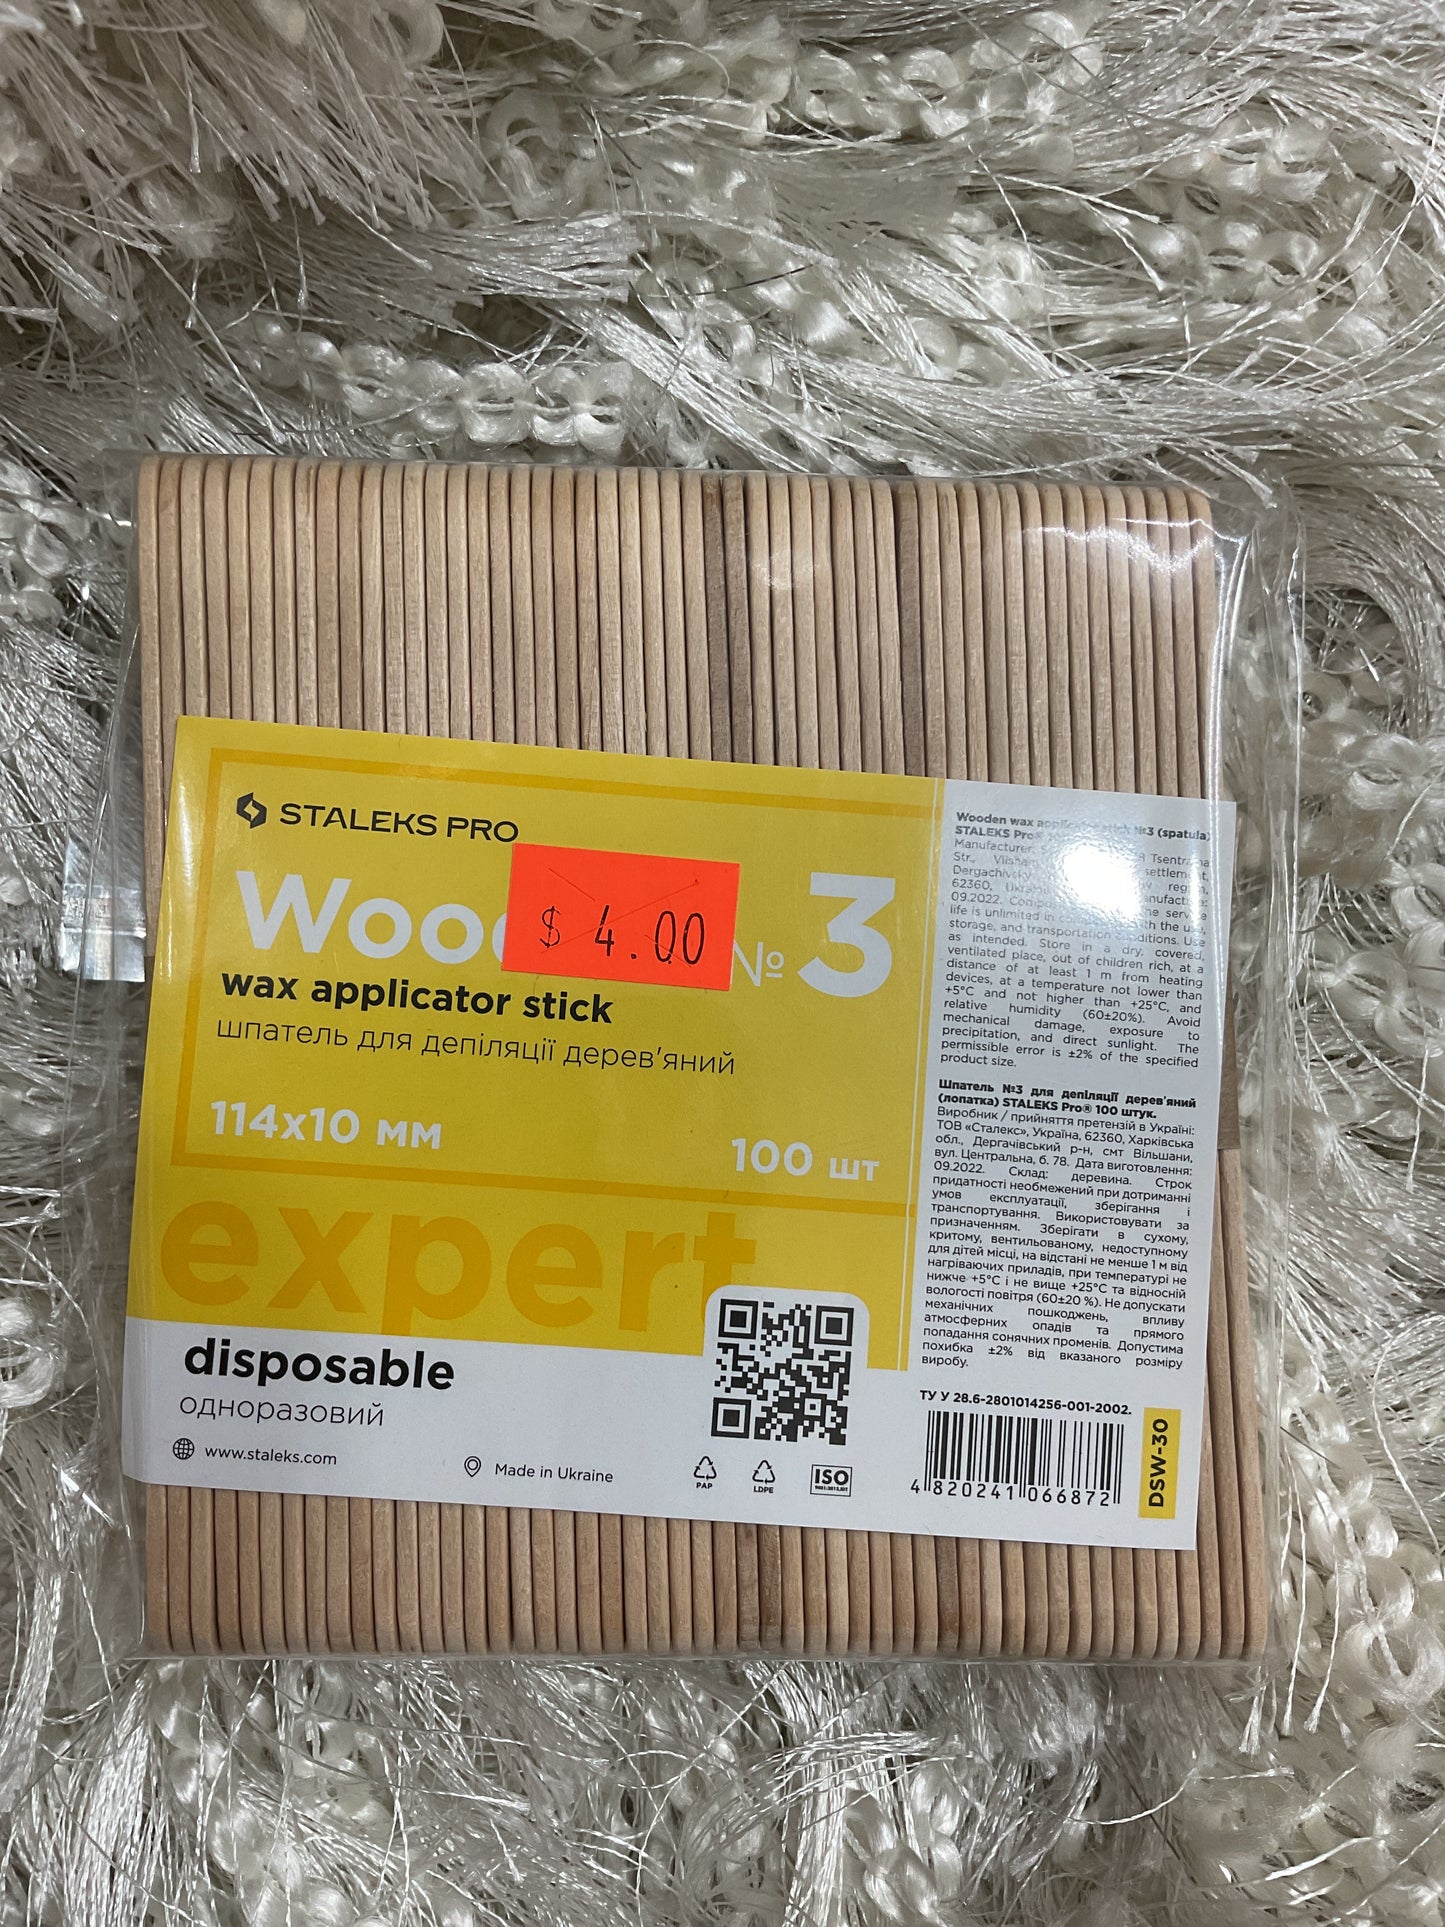 STALEKS PRO
Woo
$ 4.00
№ 3
wax applicator stick
шпатель для депіляції дерев'яний
114x10 мм
100 шт
expert
disposable
одноразовий
www.staleks.com
Made in Ukraine
PAP
LDPE
ISO
Wooden wax applicator stick №3 (spatula)
STALEKS Pro®
Manufacturer: Tsentralna
Str., Vilshany settlement,
Dergachivsky region,
62360, Ukraine. manufacture:
09.2022. service
life is unlimited in the use,
storage, and transportation conditions. Use
as intended. Store in a dry, covered,
ventilated place, out of children rich, at a
distance of at least 1 m from heating
devices, at a temperature not lower than
+5°C and not higher than +25°C, and
relative humidity (60±20%). Avoid
mechanical damage, exposure to
precipitation, and direct sunlight. The
permissible error is ±2% of the specified
product size.
Шпатель №3 для депіляції дерев'яний
(лопатка) STALEKS Pro® 100 штук.
Виробник / прийняття претензій в Україні:
ТОВ «Сталекс», Україна, 62360, Харківська
обл., Дергачівський р-н, смт Вільшани,
вул. Центральна, б. 78. Дата виготовлення:
09.2022. Склад: деревина. Строк
придатності необмежений при дотриманні
умов експлуатації, зберігання і
транспортування. Використовувати за
призначенням. Зберігати в сухому,
критому, вентильованому, недоступному
для дітей місці, на відстані не менше 1 м від
нагріваючих приладів, при температурі не
нижче +5°C і не вище +25°C та відносній
вологості повітря (60±20 %). Не допускати
механічних пошкоджень, впливу
атмосферних опадів та прямого
попадання сонячних променів. Допустима
похибка ±2% від вказаного розміру
виробу.
ТУ У 28.6-2801014256-001-2002.
4 820241 066872
DSW-30